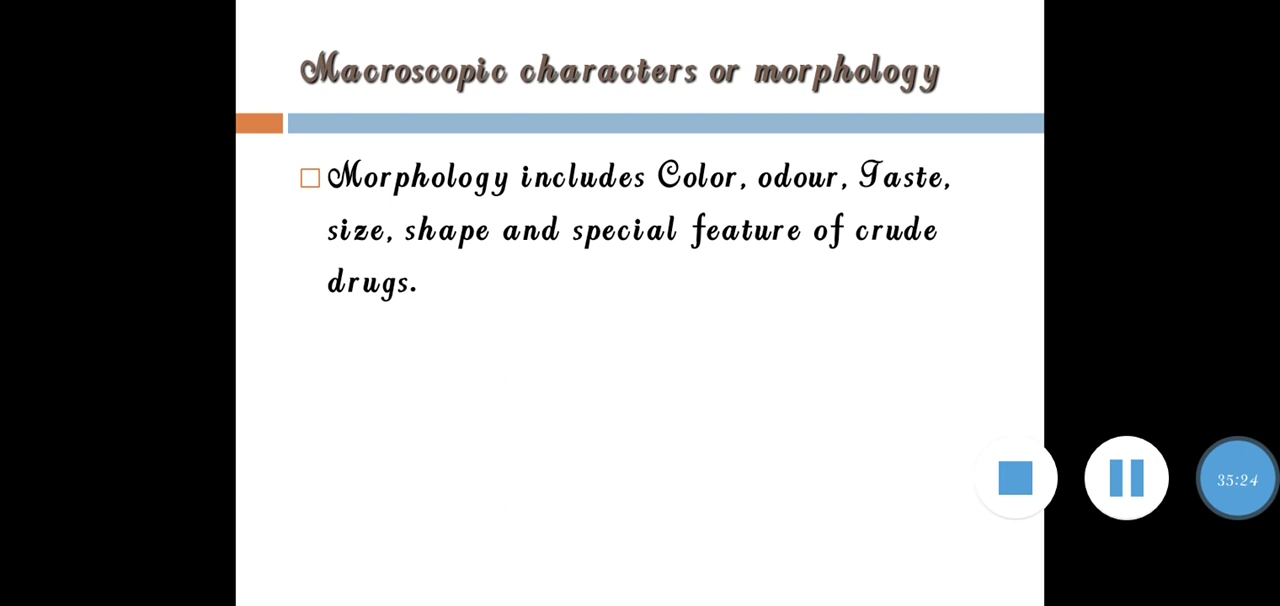 Macroscopic characters or morphology
Morphology includes Color, odour, Taste,
size, shape and special feature of crude
drugs.
35:24